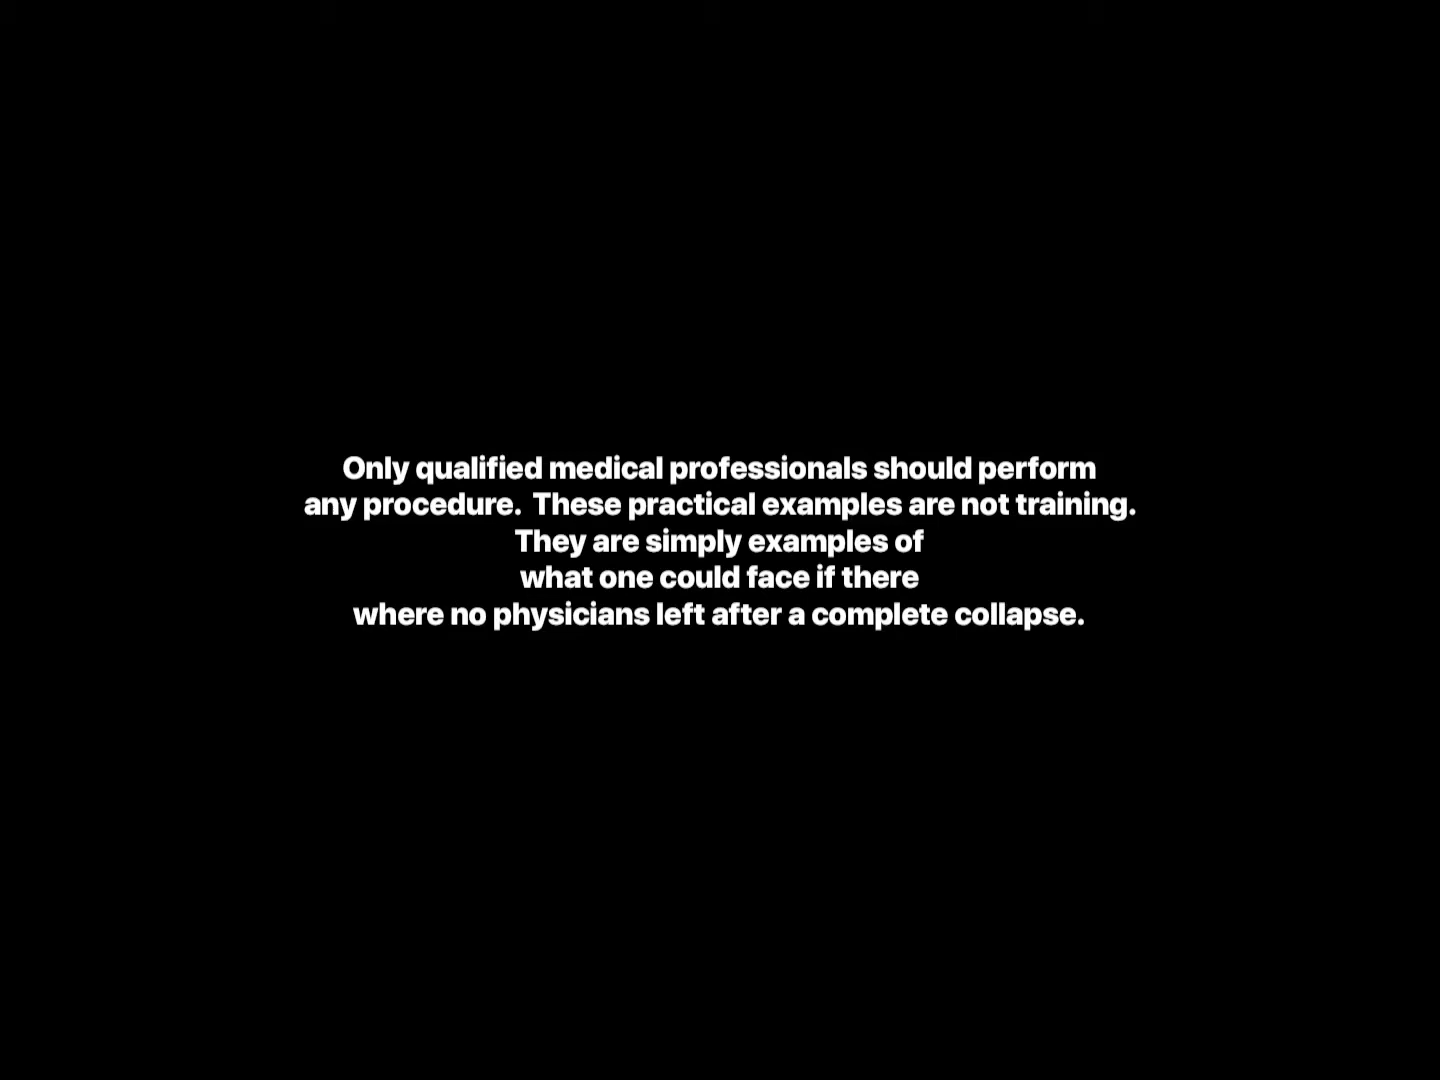 Only qualified medical professionals should perform
any procedure.  These practical examples are not training.
They are simply examples of
what one could face if there
where no physicians left after a complete collapse.